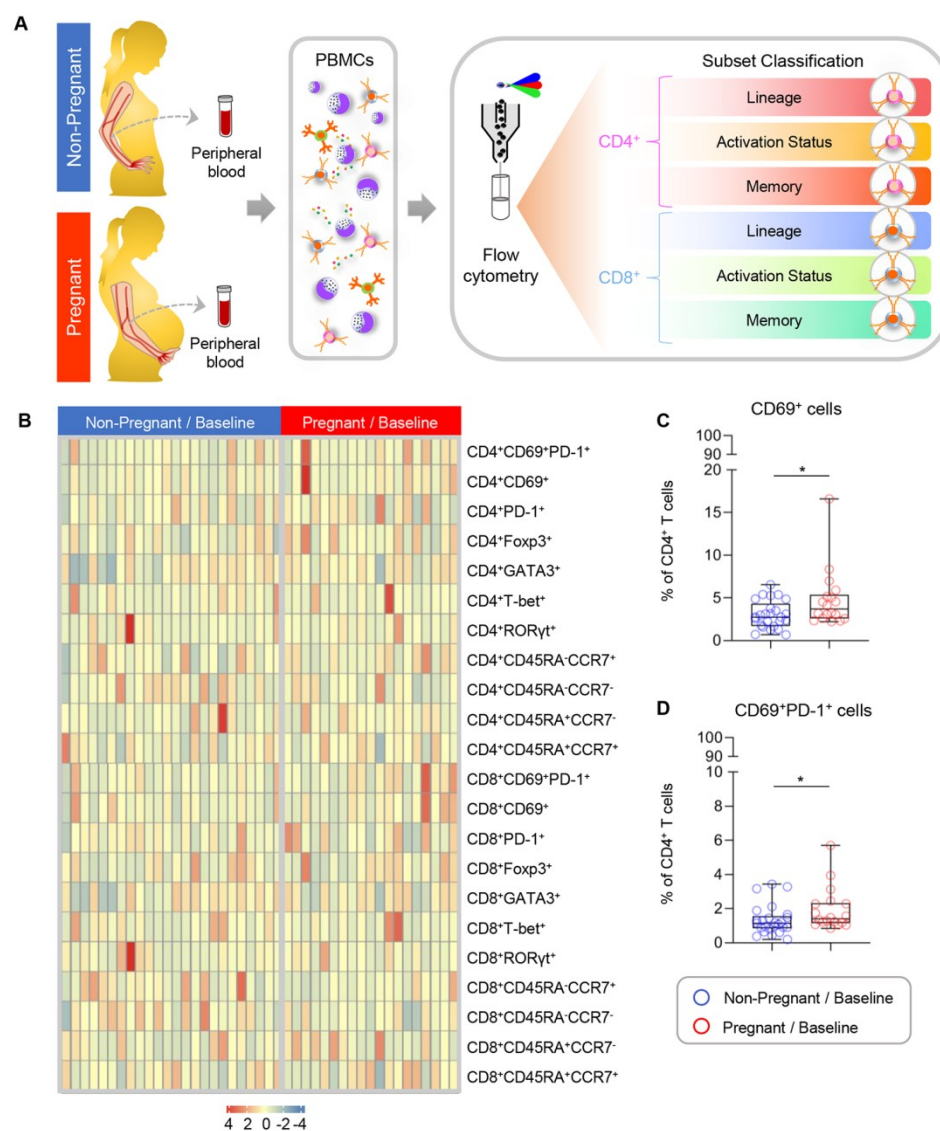 A
Non-Pregnant
Peripheral
blood
Pregnant
Peripheral
blood
PBMCs
Flow
cytometry
Subset Classification
CD4⁺
Lineage
Activation Status
Memory
CD8⁺
Lineage
Activation Status
Memory
B
Non-Pregnant / Baseline
Pregnant / Baseline
CD4⁺CD69⁺PD-1⁺
CD4⁺CD69⁺
CD4⁺PD-1⁺
CD4⁺Foxp3⁺
CD4⁺GATA3⁺
CD4⁺T-bet⁺
CD4⁺RORγt⁺
CD4⁺CD45RA⁻CCR7⁺
CD4⁺CD45RA⁻CCR7⁻
CD4⁺CD45RA⁺CCR7⁻
CD4⁺CD45RA⁺CCR7⁺
CD8⁺CD69⁺PD-1⁺
CD8⁺CD69⁺
CD8⁺PD-1⁺
CD8⁺Foxp3⁺
CD8⁺GATA3⁺
CD8⁺T-bet⁺
CD8⁺RORγt⁺
CD8⁺CD45RA⁻CCR7⁺
CD8⁺CD45RA⁻CCR7⁻
CD8⁺CD45RA⁺CCR7⁻
CD8⁺CD45RA⁺CCR7⁺
4 2 0 -2 -4
C
CD69⁺ cells
% of CD4⁺ T cells
100
90
20
15
10
5
0
*
D
CD69⁺PD-1⁺ cells
% of CD4⁺ T cells
100
90
10
8
6
4
2
0
*
Non-Pregnant / Baseline
Pregnant / Baseline